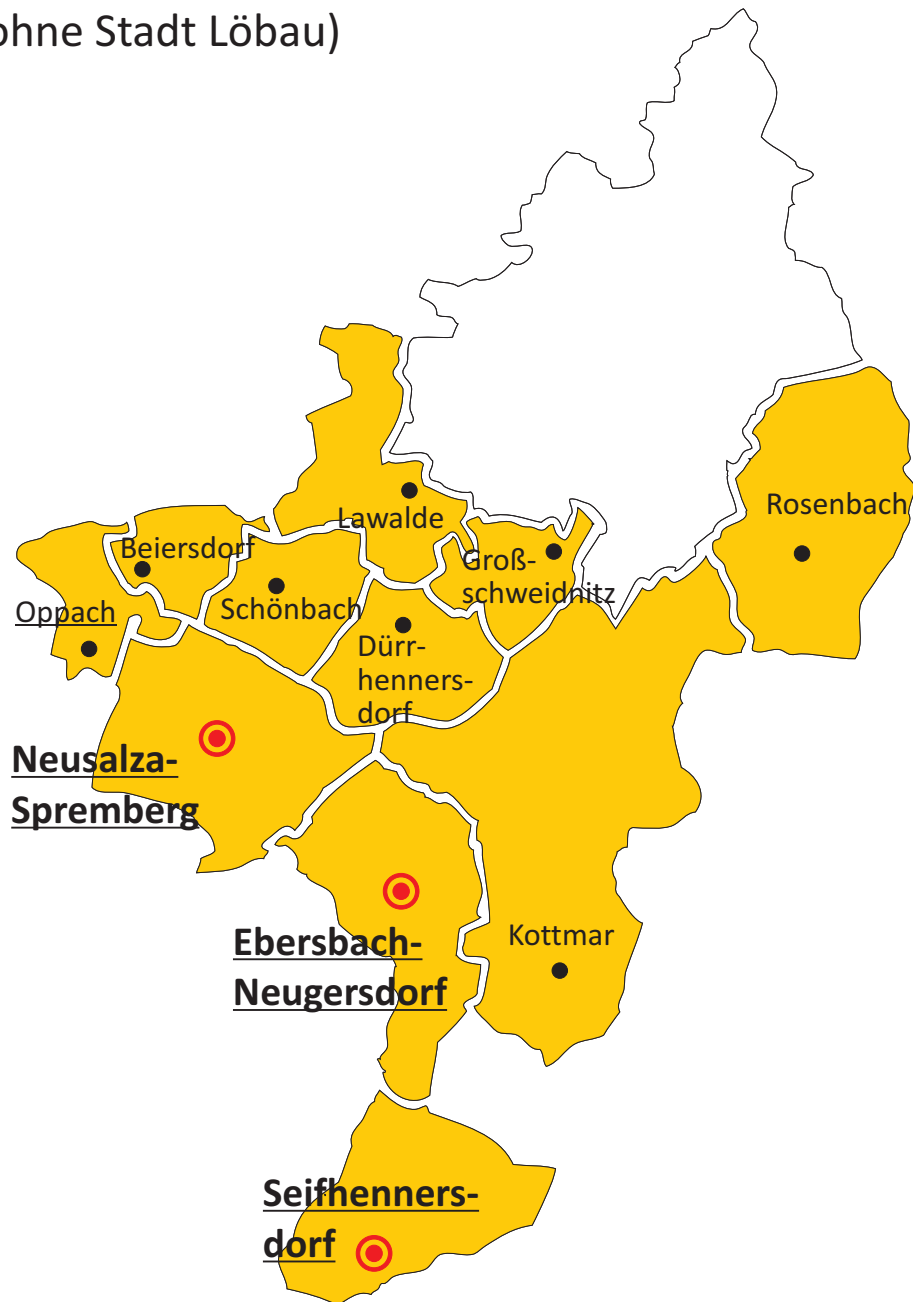 ohne Stadt Löbau)
Rosenbach
Lawalde
Beiersdorf
Groß-
schweidnitz
Oppach
Schönbach
Dürr-
henners-
dorf
Neusalza-
Spremberg
Ebersbach-
Neugersdorf
Kottmar
Seifhenners-
dorf